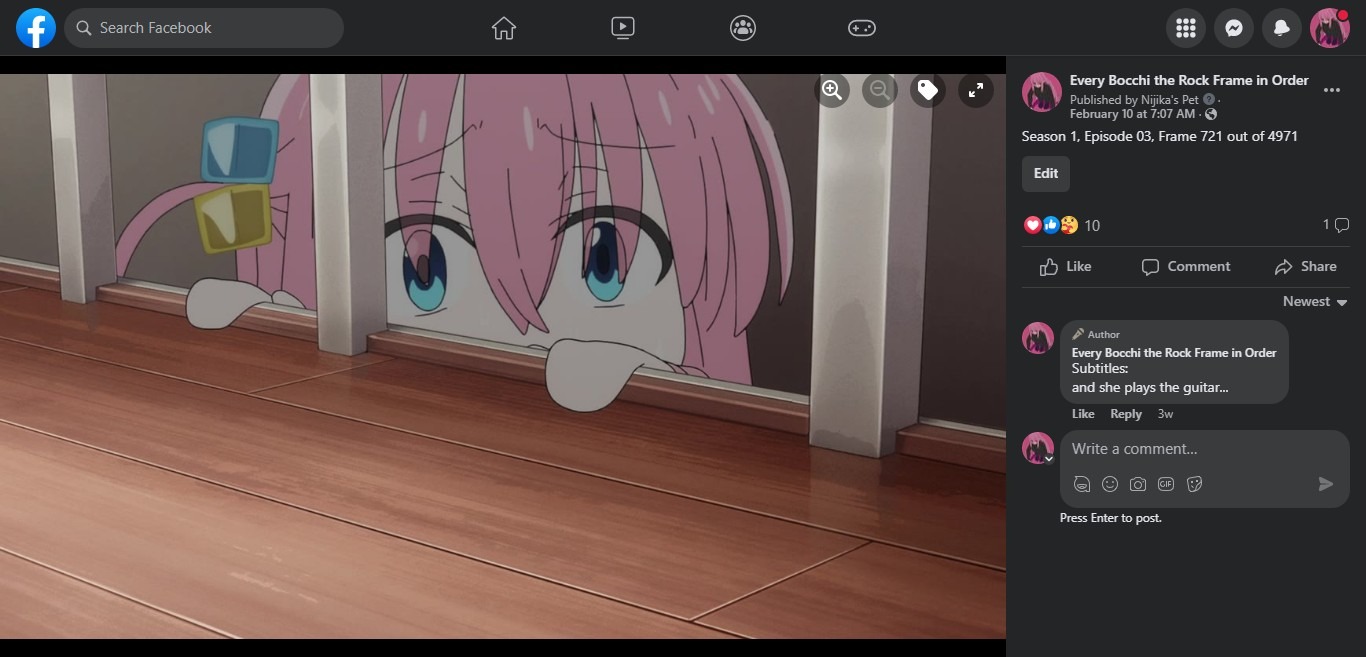 Search Facebook
Every Bocchi the Rock Frame in Order
Published by Nijika's Pet ·
February 10 at 7:07 AM ·
Season 1, Episode 03, Frame 721 out of 4971
Edit
10
1
Like
Comment
Share
Newest
Author
Every Bocchi the Rock Frame in Order
Subtitles:
and she plays the guitar...
Like Reply 3w
Write a comment...
GIF
Press Enter to post.